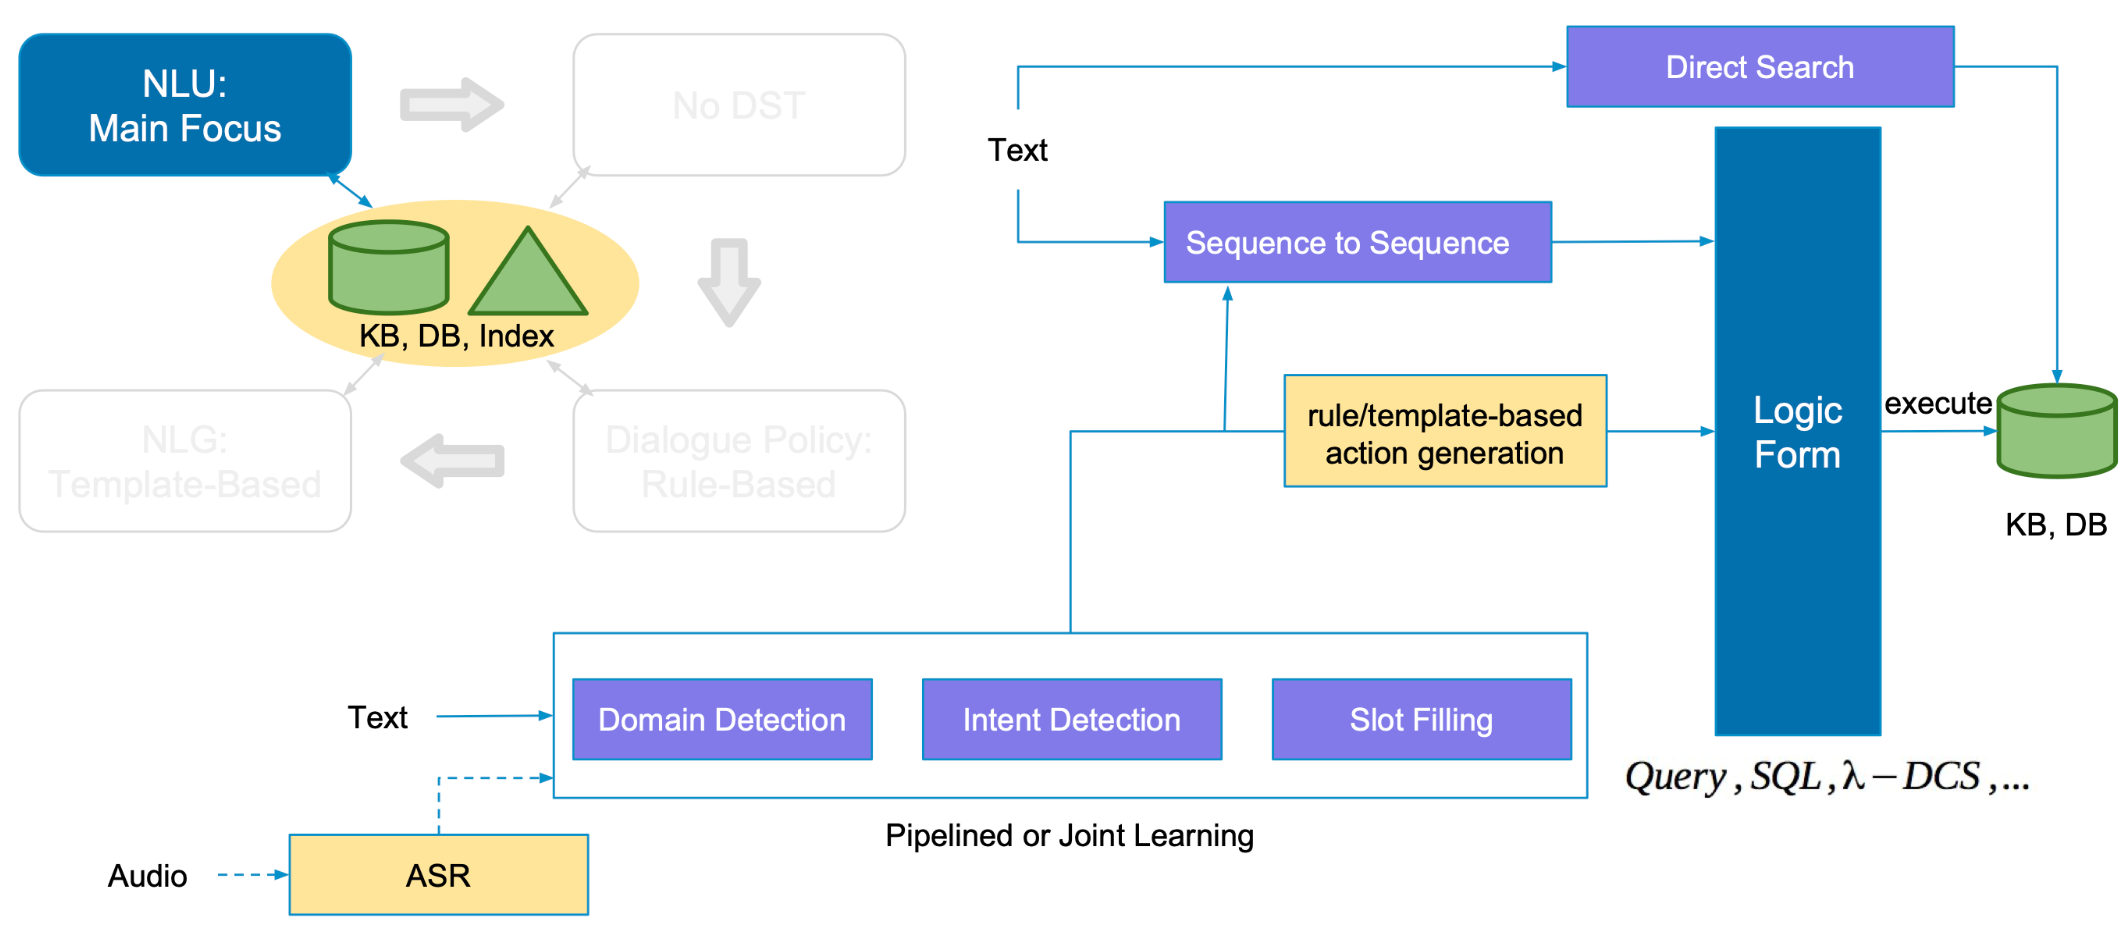 NLU:
Main Focus
No DST
KB, DB, Index
NLG:
Template-Based
Dialogue Policy:
Rule-Based
Direct Search
Text
Sequence to Sequence
rule/template-based
action generation
Logic
Form
execute
KB, DB
Text
Domain Detection
Intent Detection
Slot Filling
Query, SQL, λ – DCS, ...
Pipelined or Joint Learning
Audio
ASR